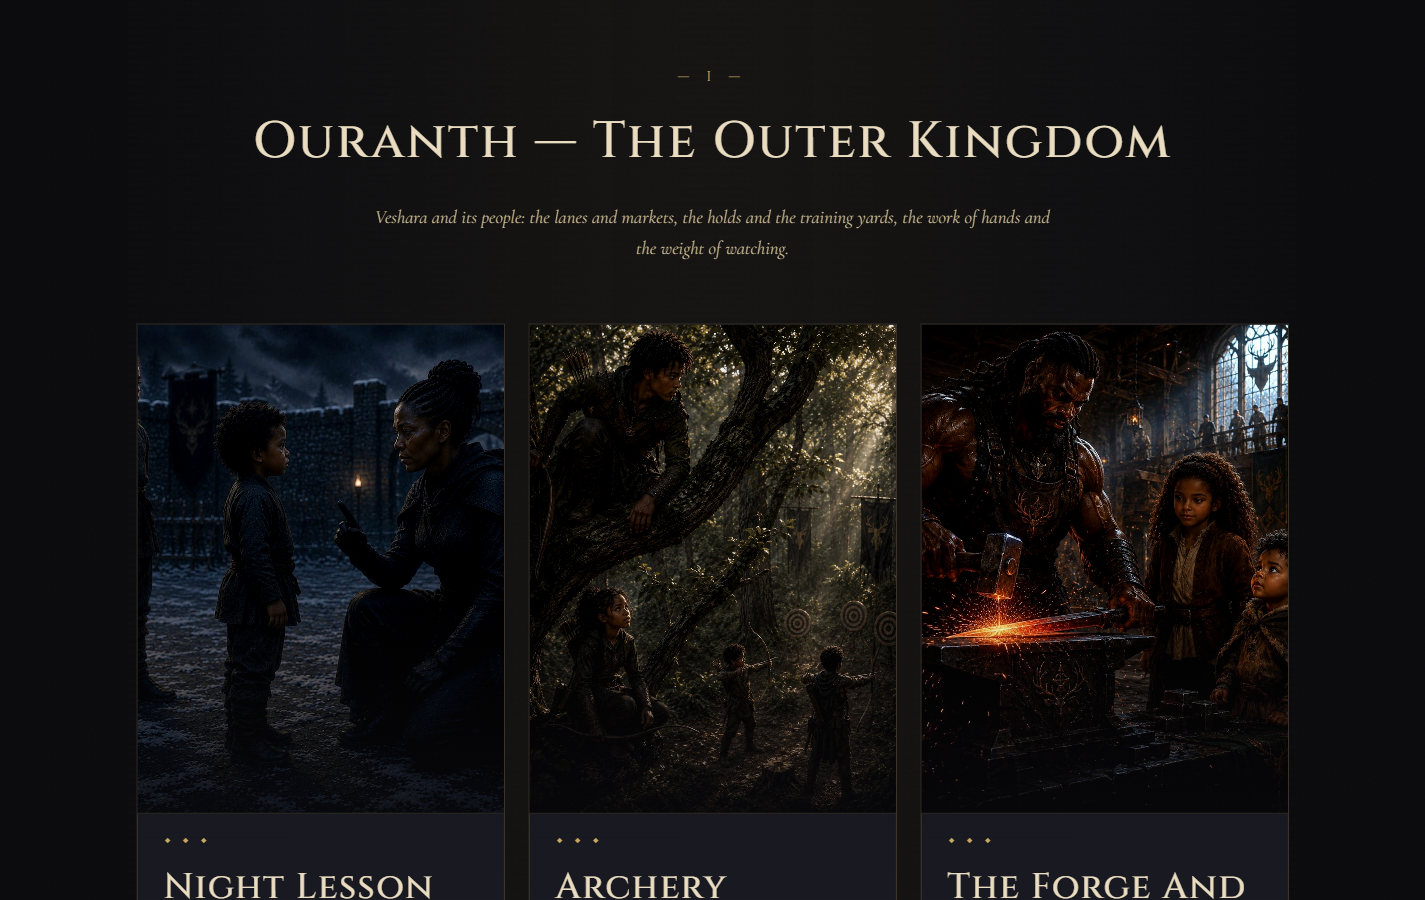 — I —
Ouranth — The Outer Kingdom
Veshara and its people: the lanes and markets, the holds and the training yards, the work of hands and
the weight of watching.
Night Lesson
Archery
The Forge And